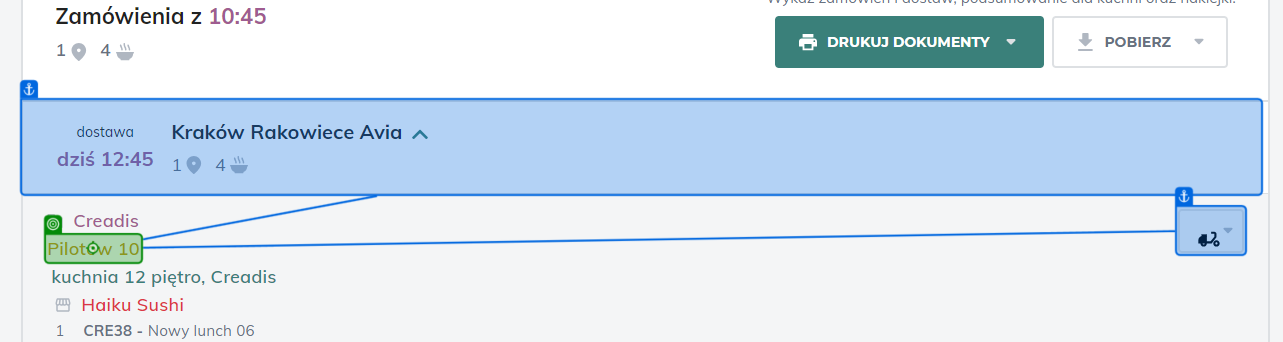 Wykaz zamówień i dostaw, podsumowanie dla kuchni oraz naklejki.
Zamówienia z 10:45
1 4
DRUKUJ DOKUMENTY
POBIERZ
dostawa
dziś 12:45
Kraków Rakowiece Avia
1 4
Creadis
Pilotów 10
kuchnia 12 piętro, Creadis
Haiku Sushi
1 CRE38 - Nowy lunch 06